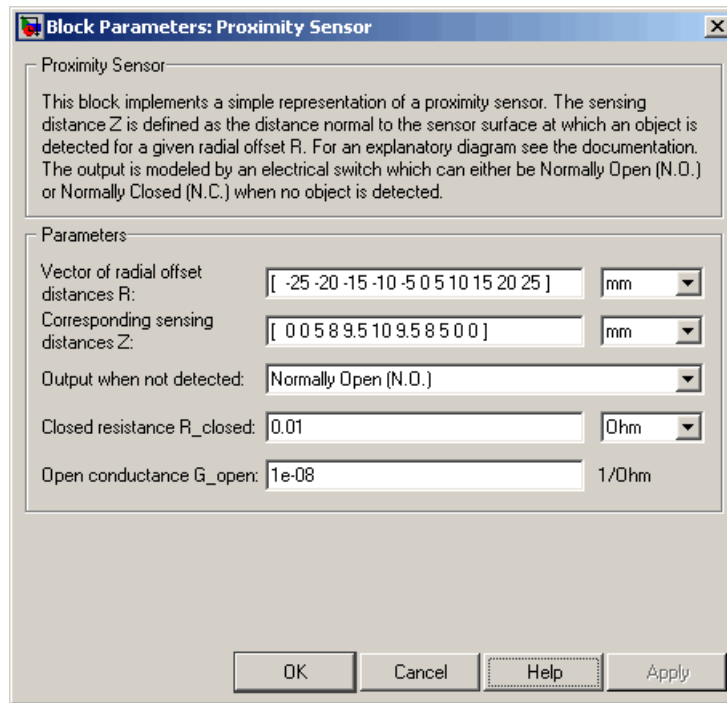 Block Parameters: Proximity Sensor
Proximity Sensor
This block implements a simple representation of a proximity sensor. The sensing
distance Z is defined as the distance normal to the sensor surface at which an object is
detected for a given radial offset R. For an explanatory diagram see the documentation.
The output is modeled by an electrical switch which can either be Normally Open (N.O.)
or Normally Closed (N.C.) when no object is detected.
Parameters
Vector of radial offset
distances R:
[ -25 -20 -15 -10 -5 0 5 10 15 20 25 ]
mm
Corresponding sensing
distances Z:
[ 0 0 5 8 9.5 10 9.5 8 5 0 0 ]
mm
Output when not detected: Normally Open (N.O.)
Closed resistance R_closed: 0.01 Ohm
Open conductance G_open: 1e-08 1/Ohm
OK Cancel Help Apply